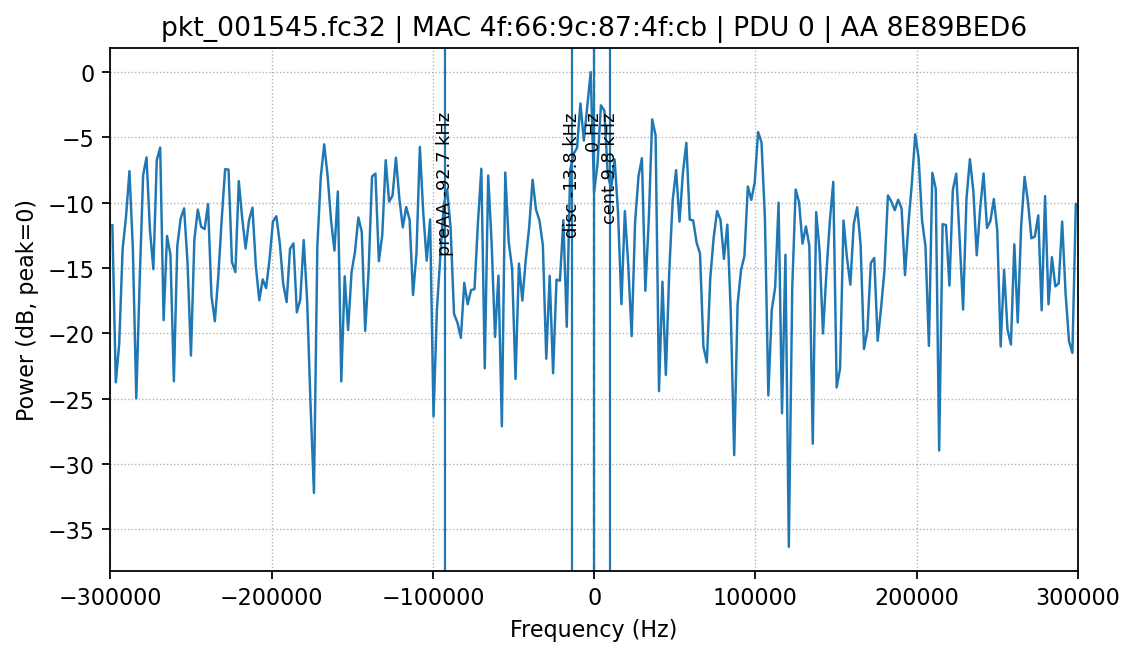 pkt_001545.fc32 | MAC 4f:66:9c:87:4f:cb | PDU 0 | AA 8E89BED6
Power (dB, peak=0)
0
−5
−10
−15
−20
−25
−30
−35
preAA -92.7 kHz
disc -13.8 kHz
0 Hz
cent 9.8 kHz
−300000
−200000
−100000
0
100000
200000
300000
Frequency (Hz)